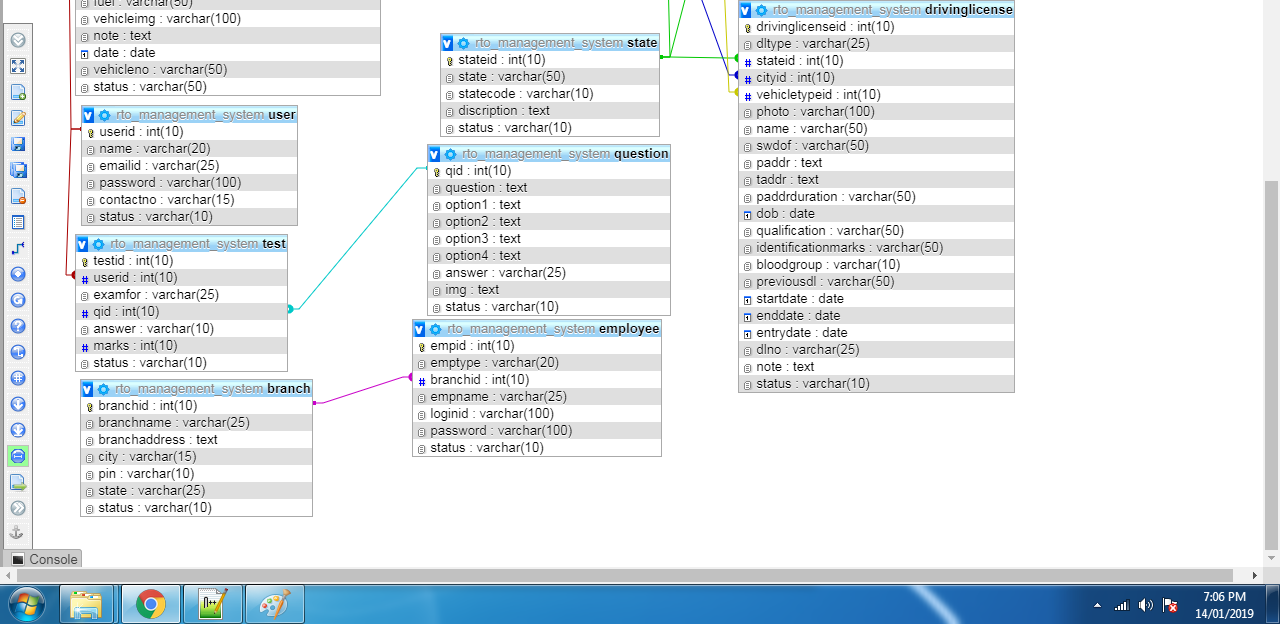 fuel : varchar(50)
vehicleimg : varchar(100)
note : text
date : date
vehicleno : varchar(50)
status : varchar(50)
rto_management_system user
userid : int(10)
name : varchar(20)
emailid : varchar(25)
password : varchar(100)
contactno : varchar(15)
status : varchar(10)
rto_management_system test
testid : int(10)
userid : int(10)
examfor : varchar(25)
qid : int(10)
answer : varchar(10)
marks : int(10)
status : varchar(10)
rto_management_system branch
branchid : int(10)
branchname : varchar(25)
branchaddress : text
city : varchar(15)
pin : varchar(10)
state : varchar(25)
status : varchar(10)
rto_management_system state
stateid : int(10)
state : varchar(50)
statecode : varchar(10)
discription : text
status : varchar(10)
rto_management_system question
qid : int(10)
question : text
option1 : text
option2 : text
option3 : text
option4 : text
answer : varchar(25)
img : text
status : varchar(10)
rto_management_system employee
empid : int(10)
emptype : varchar(20)
branchid : int(10)
empname : varchar(25)
loginid : varchar(100)
password : varchar(100)
status : varchar(10)
rto_management_system drivinglicense
drivinglicenseid : int(10)
dltype : varchar(25)
stateid : int(10)
cityid : int(10)
vehicletypeid : int(10)
photo : varchar(100)
name : varchar(50)
swdof : varchar(50)
paddr : text
taddr : text
paddrduration : varchar(50)
dob : date
qualification : varchar(50)
identificationmarks : varchar(50)
bloodgroup : varchar(10)
previousdl : varchar(50)
startdate : date
enddate : date
entrydate : date
dlno : varchar(25)
note : text
status : varchar(10)
Console
7:06 PM
14/01/2019